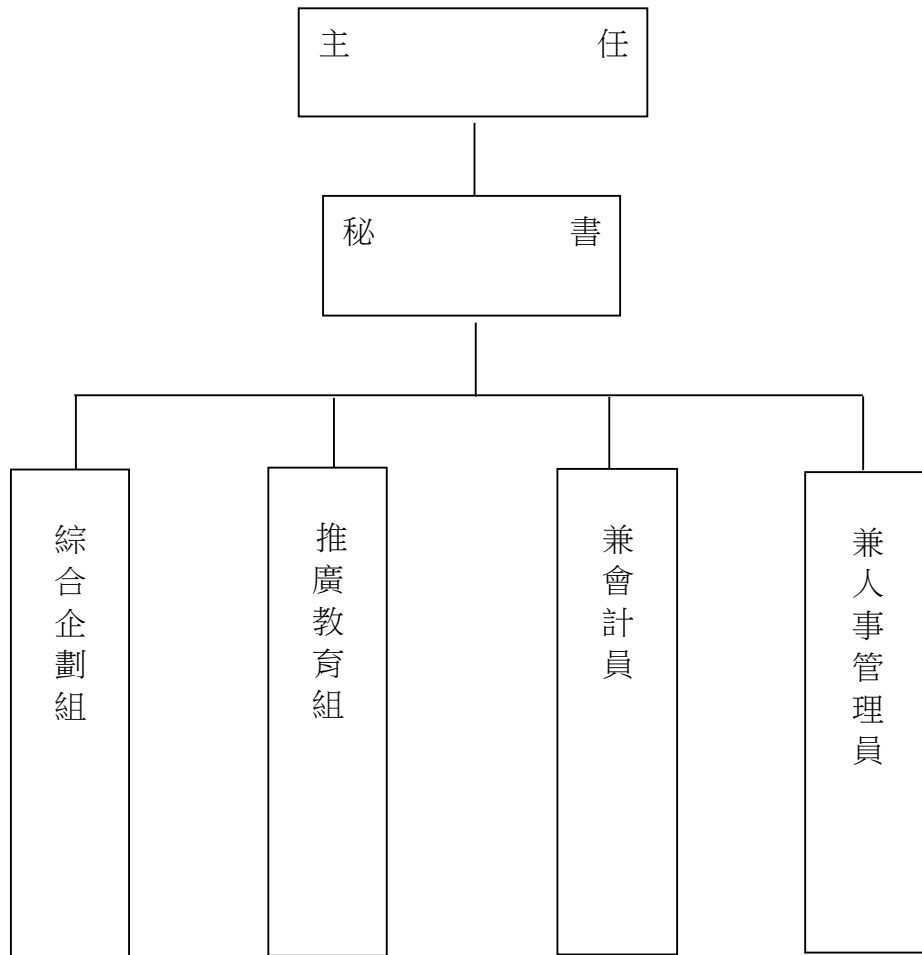 主 任
秘 書
綜合企劃組
推廣教育組
兼會計員
兼人事管理員